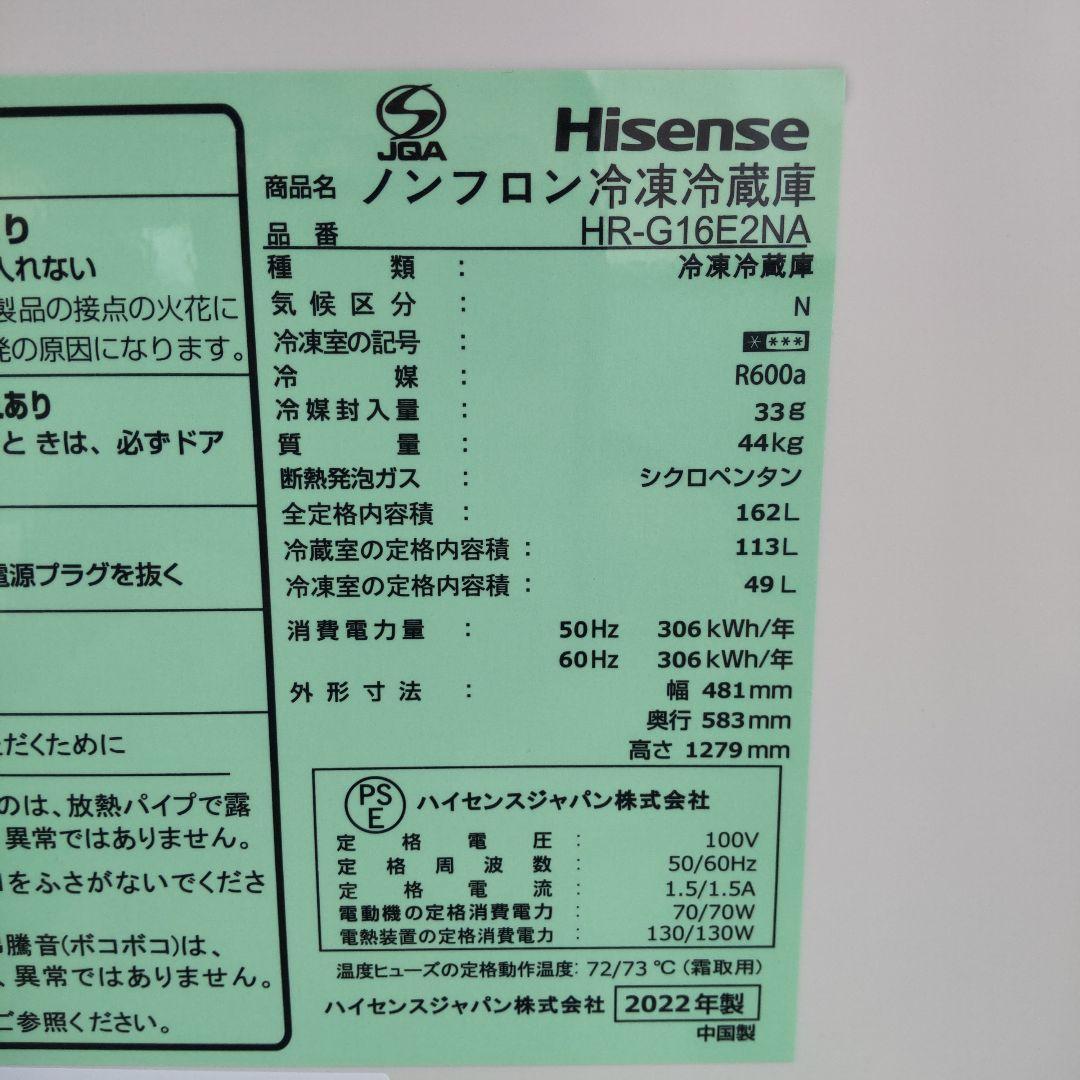 り
入れない
製品の接点の火花に
発の原因になります。
あり
ときは、必ずドア
電源プラグを抜く
だくために
のは、放熱パイプで露
異常ではありません。
をふさがないでくださ
騰音(ボコボコ)は、
、異常ではありません。
ご参照ください。
JQA
Hisense
商品名 ノンフロン冷凍冷蔵庫
品番 HR-G16E2NA
種類 : 冷凍冷蔵庫
気候区分 : N
冷凍室の記号 : * ***
冷媒 : R600a
冷媒封入量 : 33g
質量 : 44kg
断熱発泡ガス : シクロペンタン
全定格内容積 : 162L
冷蔵室の定格内容積 : 113L
冷凍室の定格内容積 : 49L
消費電力量 : 50Hz 306kWh/年
60Hz 306kWh/年
外形寸法 : 幅 481mm
奥行 583mm
高さ 1279mm
PSE ハイセンスジャパン株式会社
定格電圧 : 100V
定格周波数 : 50/60Hz
定格電流 : 1.5/1.5A
電動機の定格消費電力 : 70/70W
電熱装置の定格消費電力 : 130/130W
温度ヒューズの定格動作温度: 72/73℃(霜取用)
ハイセンスジャパン株式会社 2022年製
中国製